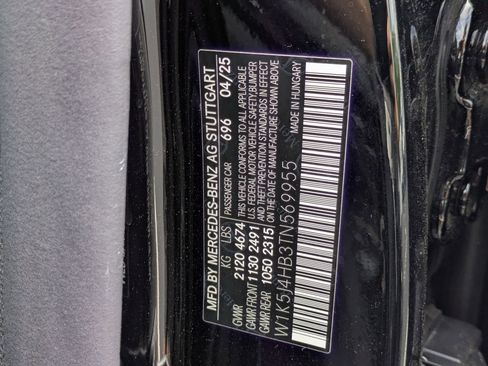 MFD BY MERCEDES-BENZ AG STUTTGART
KG LBS PASSENGER CAR 696 04/25
GVWR 2120 4674 THIS VEHICLE CONFORMS TO ALL APPLICABLE
GAWR FRONT 1130 2491 U.S. FEDERAL MOTOR VEHICLE SAFETY/BUMPER
GAWR REAR 1050 2315 AND THEFT PREVENTION STANDARDS IN EFFECT
ON THE DATE OF MANUFACTURE SHOWN ABOVE
W1K5J4HB3TN569955
MADE IN HUNGARY